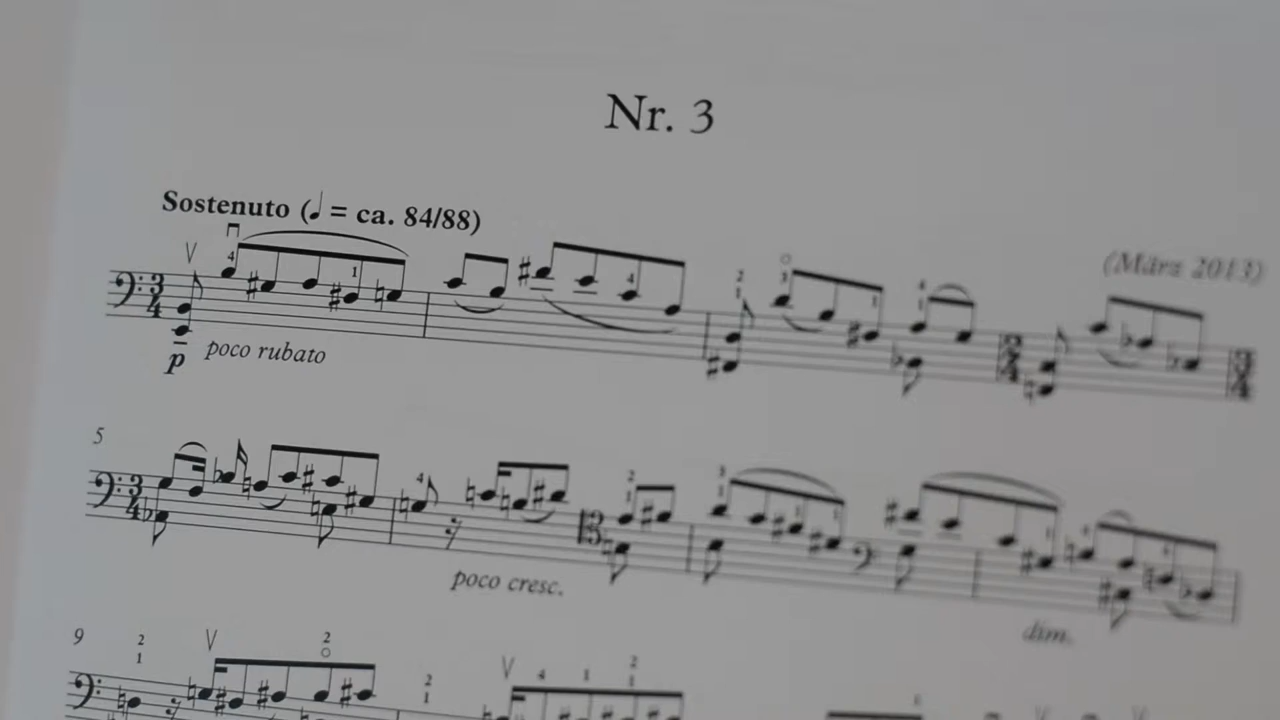 Nr. 3
Sostenuto (♩ = ca. 84/88)
(März 2013)
p poco rubato
5
poco cresc.
dim.
9